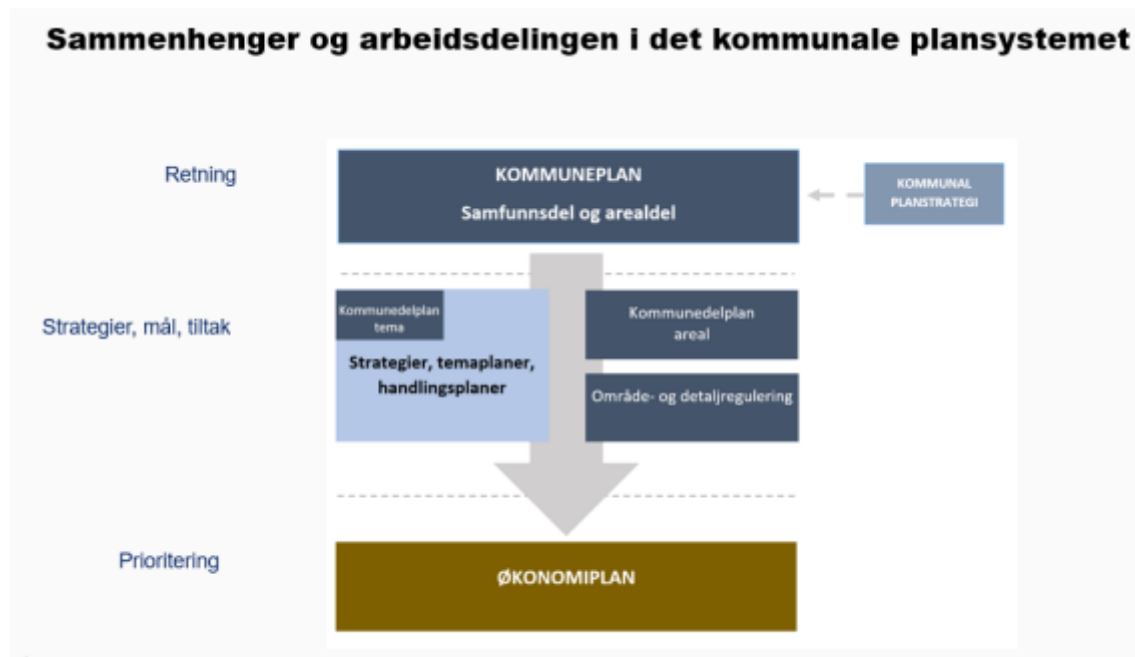 Sammenhenger og arbeidsdelingen i det kommunale plansystemet
Retning
KOMMUNEPLAN
Samfunnsdel og arealdel
KOMMUNAL
PLANSTRATEGI
Strategier, mål, tiltak
Kommunedelplan
tema
Strategier, temaplaner,
handlingsplaner
Kommunedelplan
areal
Område- og detaljregulering
Prioritering
ØKONOMIPLAN